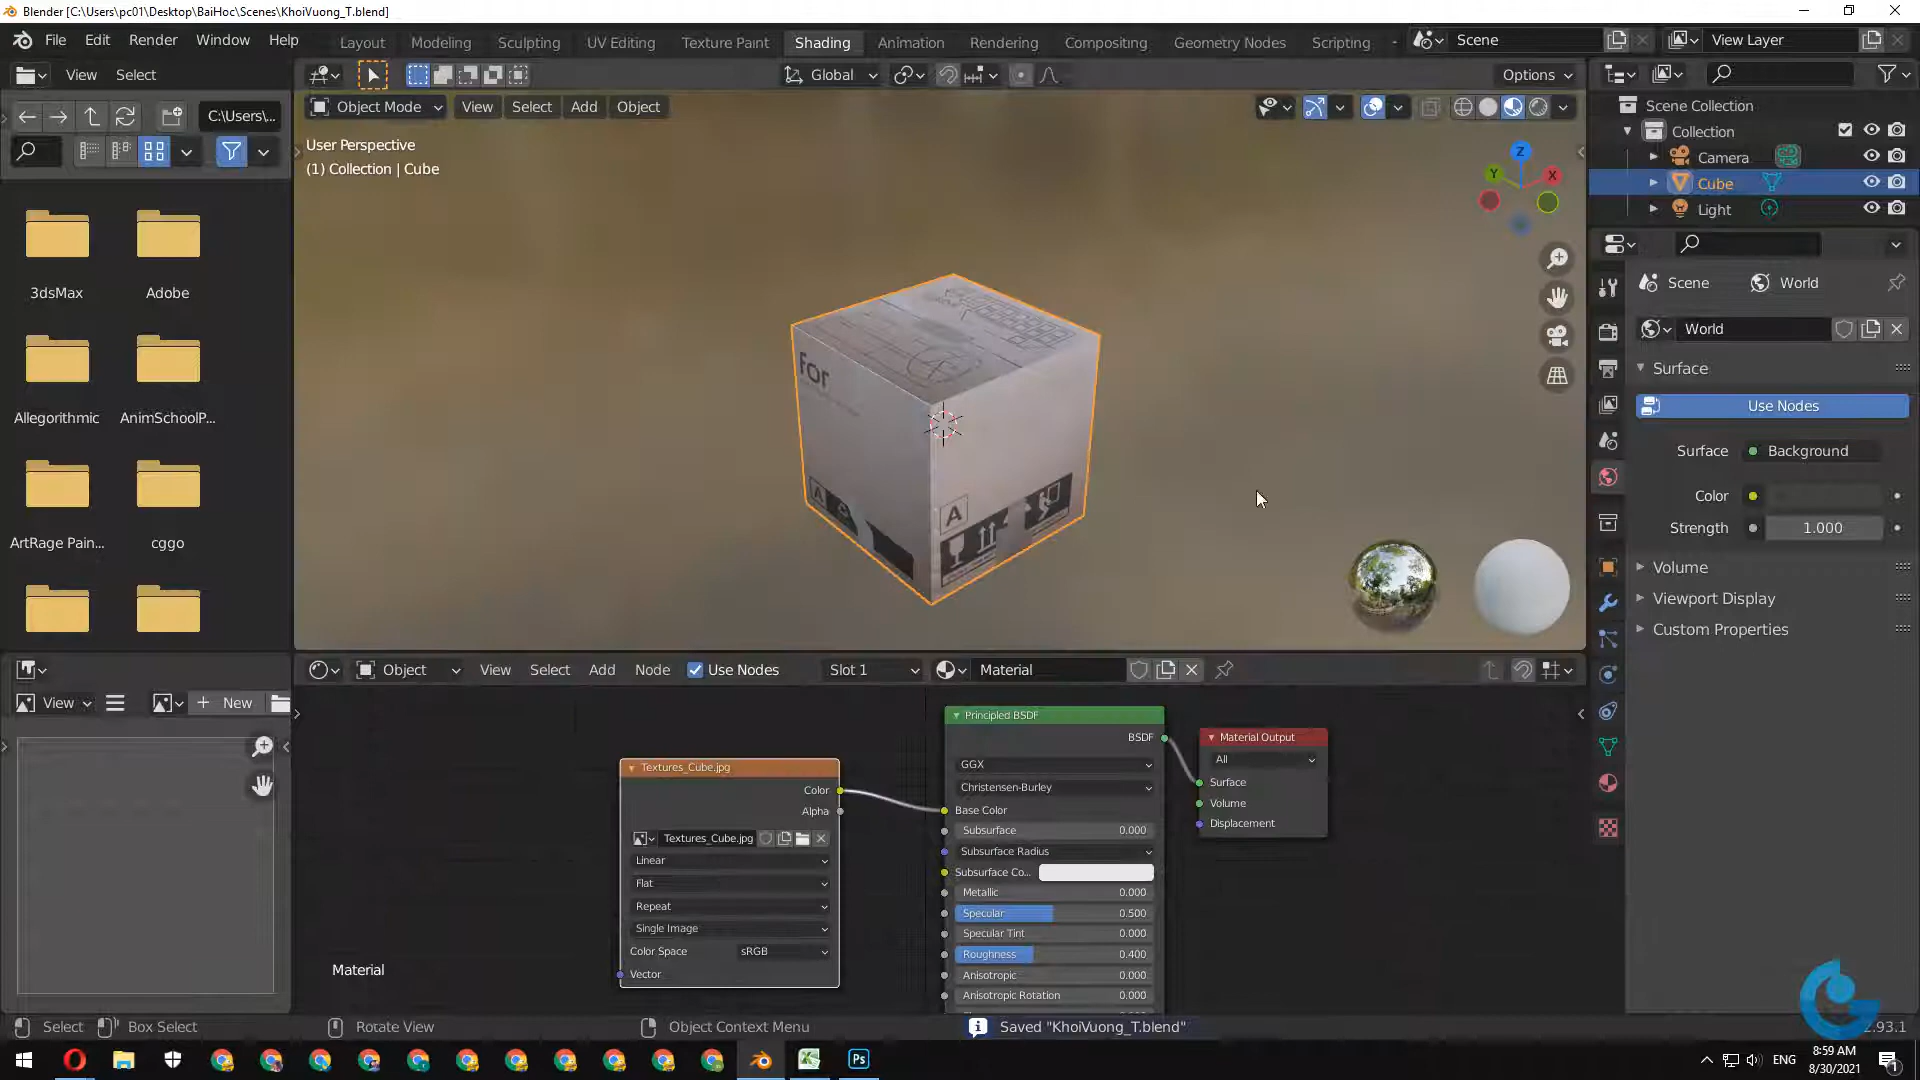 Blender [C:\Users\pc01\Desktop\BaiHoc\Scenes\KhoiVuong_T.blend]
File Edit Render Window Help
Layout Modeling Sculpting UV Editing Texture Paint Shading Animation Rendering Compositing Geometry Nodes Scripting
Scene
View Layer
View Select
Global
Options
C:\Users\...
Object Mode View Select Add Object
User Perspective
(1) Collection | Cube
Z
Y
X
For
A
A
3dsMax
Adobe
Allegorithmic
AnimSchoolP...
ArtRage Pain...
cggo
Scene Collection
Collection
Camera
Cube
Light
Scene
World
World
Surface
Use Nodes
Surface
Background
Color
Strength
1.000
Volume
Viewport Display
Custom Properties
View
New
Object View Select Add Node Use Nodes Slot 1 Material
Textures_Cube.jpg
Color
Alpha
Textures_Cube.jpg
Linear
Flat
Repeat
Single Image
Color Space
sRGB
Vector
Principled BSDF
BSDF
GGX
Christensen-Burley
Base Color
Subsurface 0.000
Subsurface Radius
Subsurface Co...
Metallic 0.000
Specular 0.500
Specular Tint 0.000
Roughness 0.400
Anisotropic 0.000
Anisotropic Rotation 0.000
Material Output
All
Surface
Volume
Displacement
Material
Select Box Select Rotate View Object Context Menu Saved "KhoiVuong_T.blend"
2.93.1
Ps
ENG
8:59 AM
8/30/2021
1